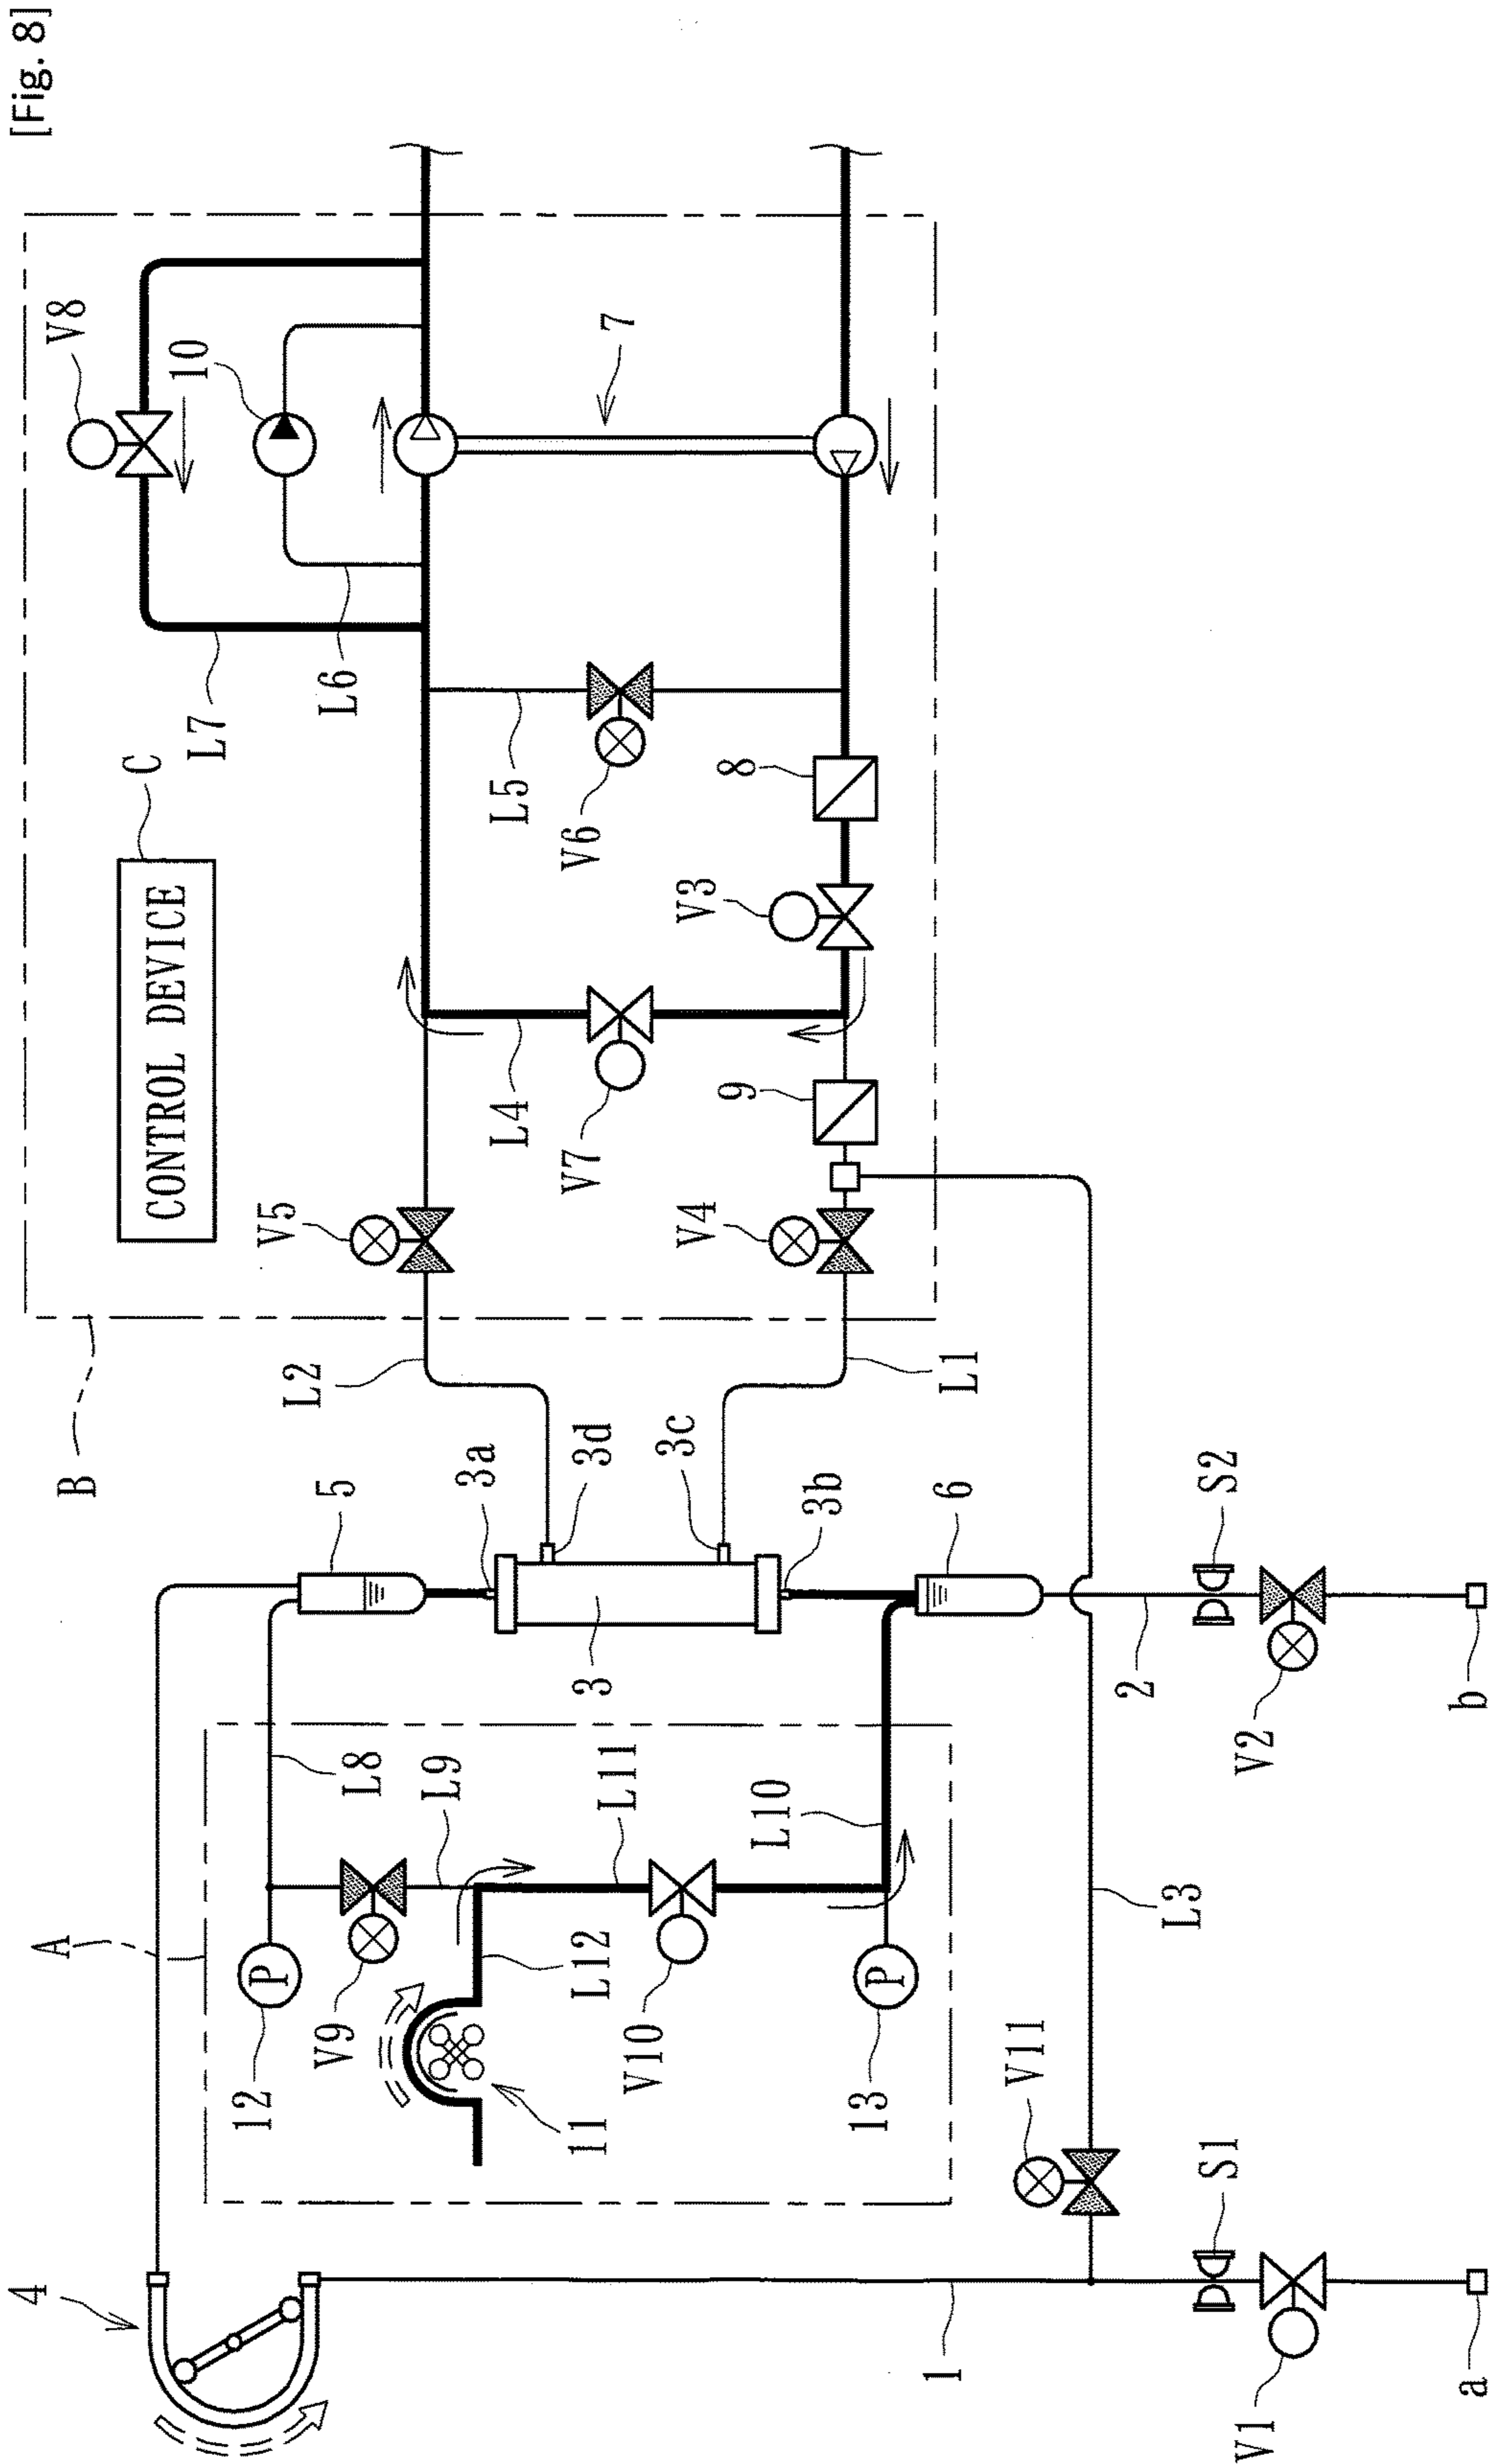 [Fig. 8]
V8
10
7
L7
L6
C
CONTROL DEVICE
L5
V6
8
V3
L4
V7
9
V5
V4
B
L2
L1
5
3a
3d
3c
3b
6
S2
3
2
V2
b
A
L8
L9
L11
L10
L12
L3
P
12
V9
11
V10
P
13
V11
4
S1
1
V1
a